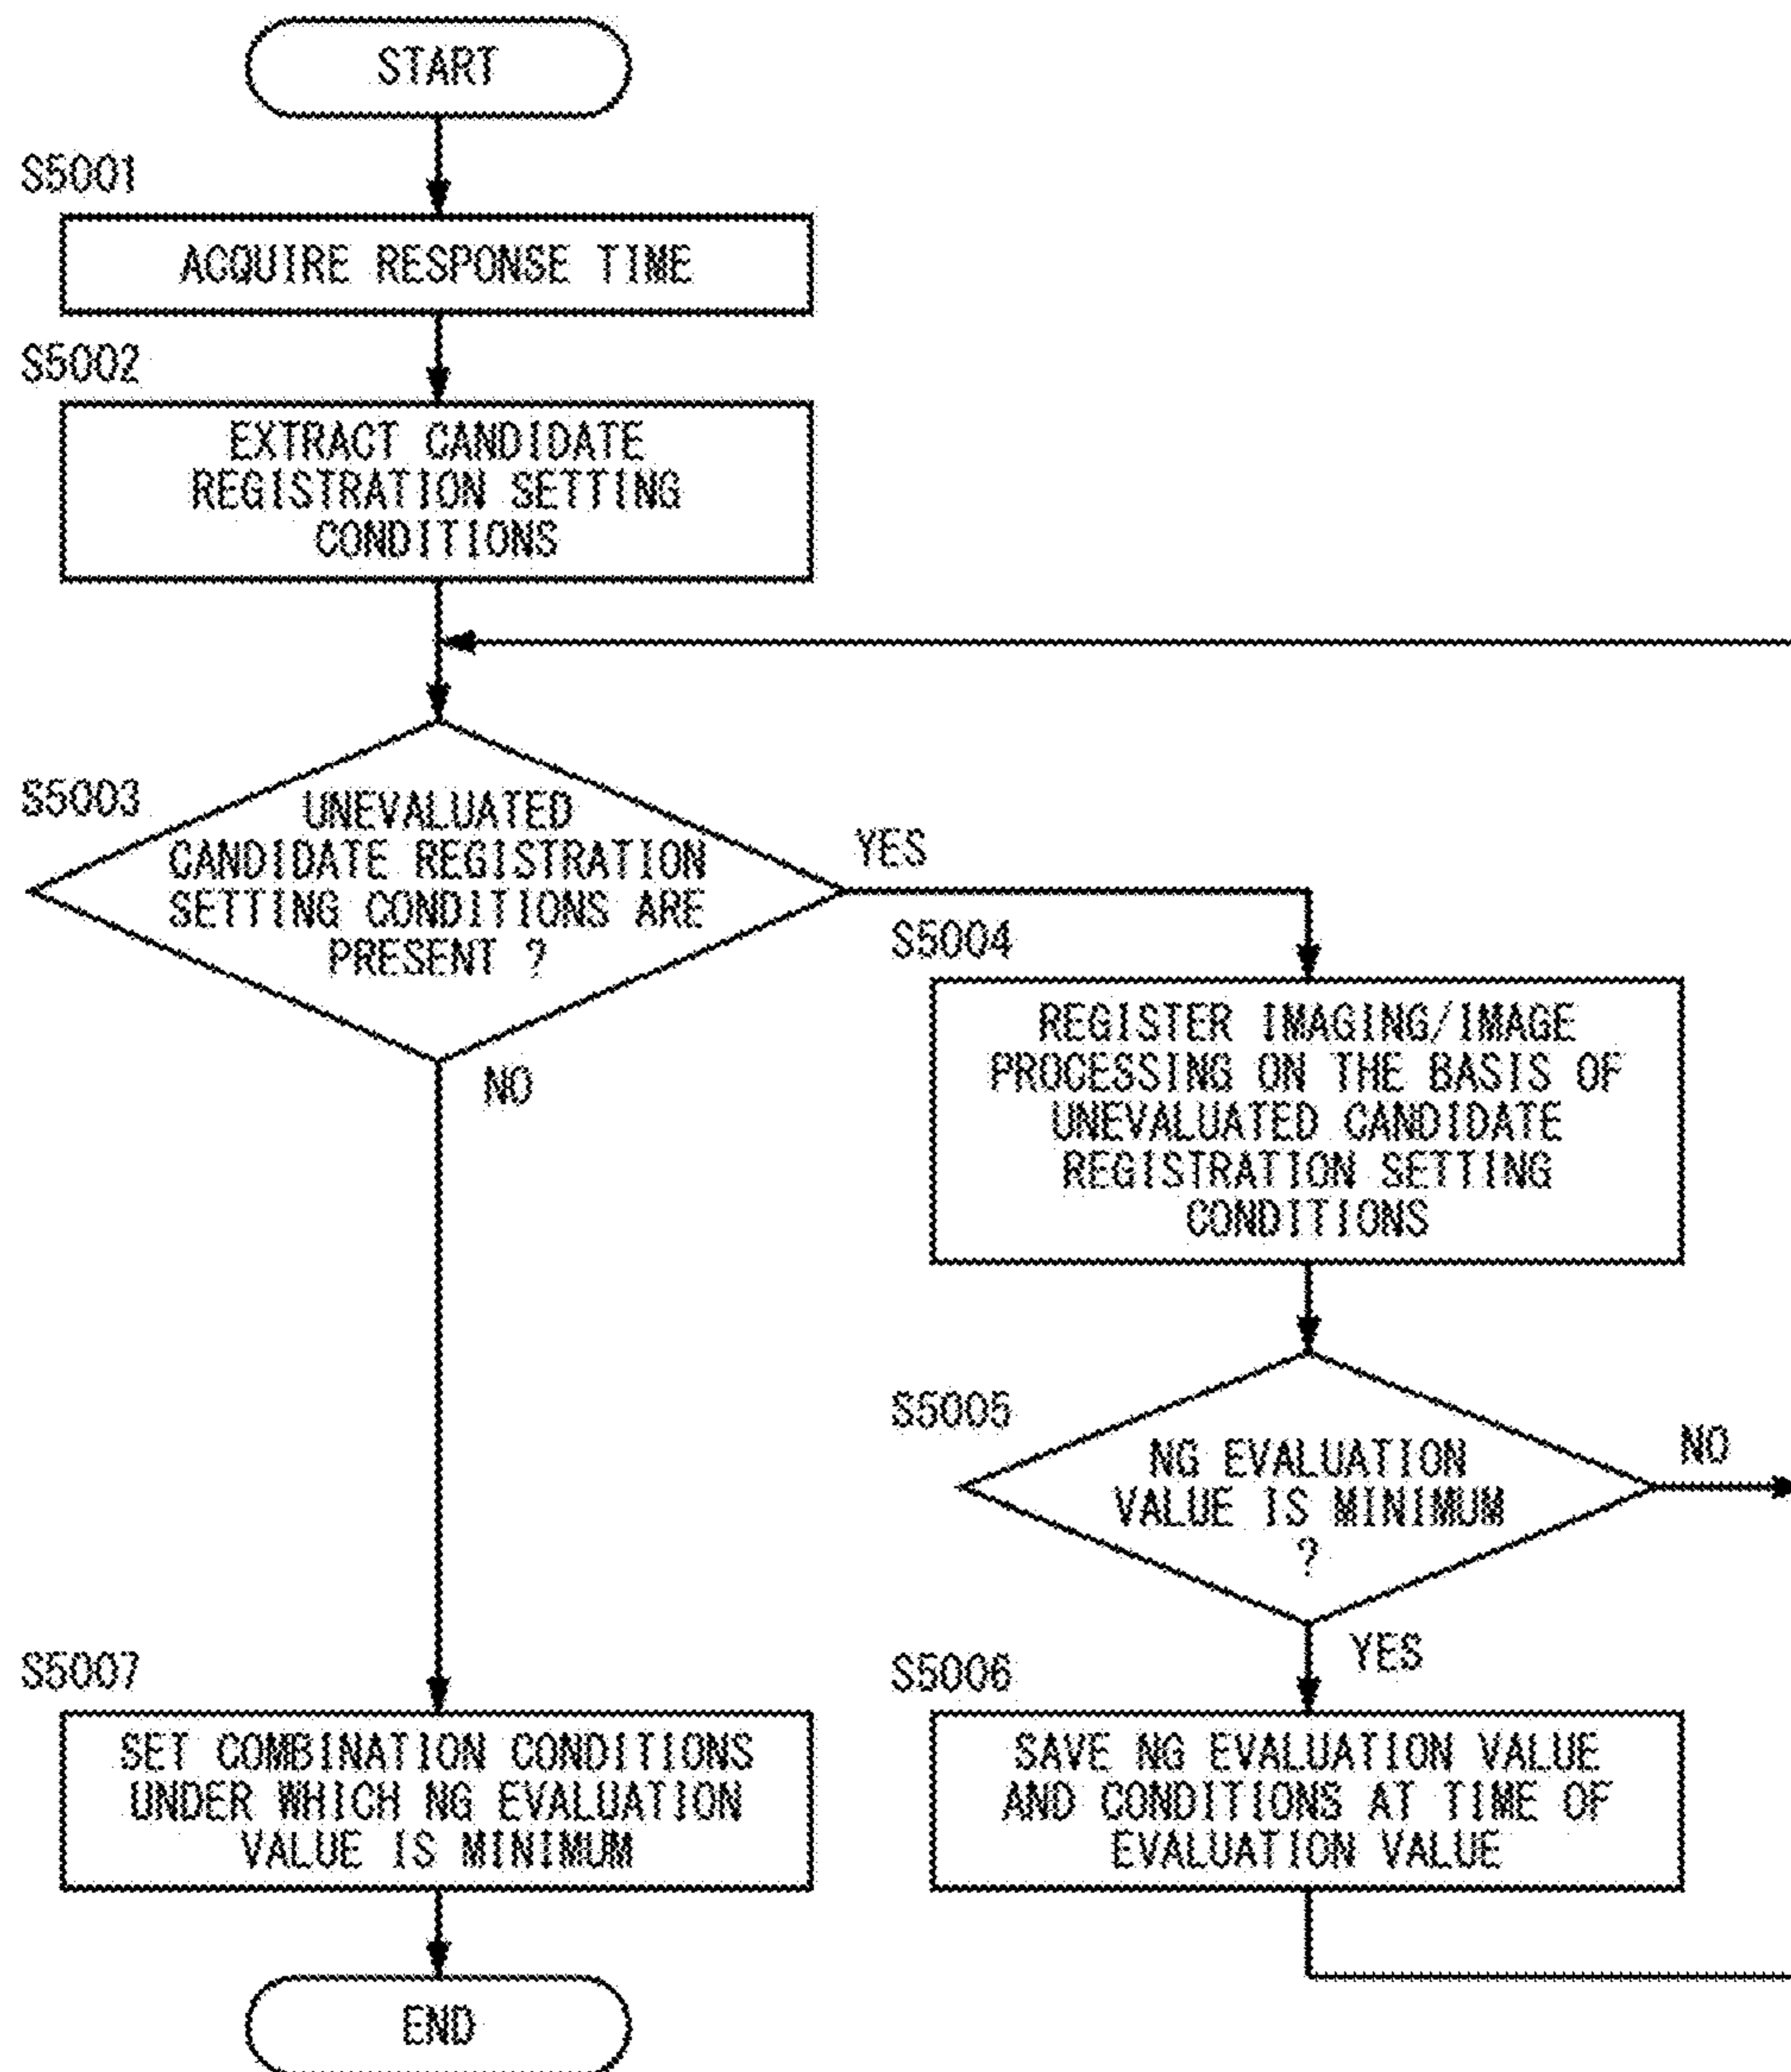 START
S5001
ACQUIRE RESPONSE TIME
S5002
EXTRACT CANDIDATE
REGISTRATION SETTING
CONDITIONS
S5003
UNEVALUATED
CANDIDATE REGISTRATION
SETTING CONDITIONS ARE
PRESENT ?
YES
NO
S5004
REGISTER IMAGING/IMAGE
PROCESSING ON THE BASIS OF
UNEVALUATED CANDIDATE
REGISTRATION SETTING
CONDITIONS
S5005
NG EVALUATION
VALUE IS MINIMUM
?
NO
YES
S5006
SAVE NG EVALUATION VALUE
AND CONDITIONS AT TIME OF
EVALUATION VALUE
S5007
SET COMBINATION CONDITIONS
UNDER WHICH NG EVALUATION
VALUE IS MINIMUM
END